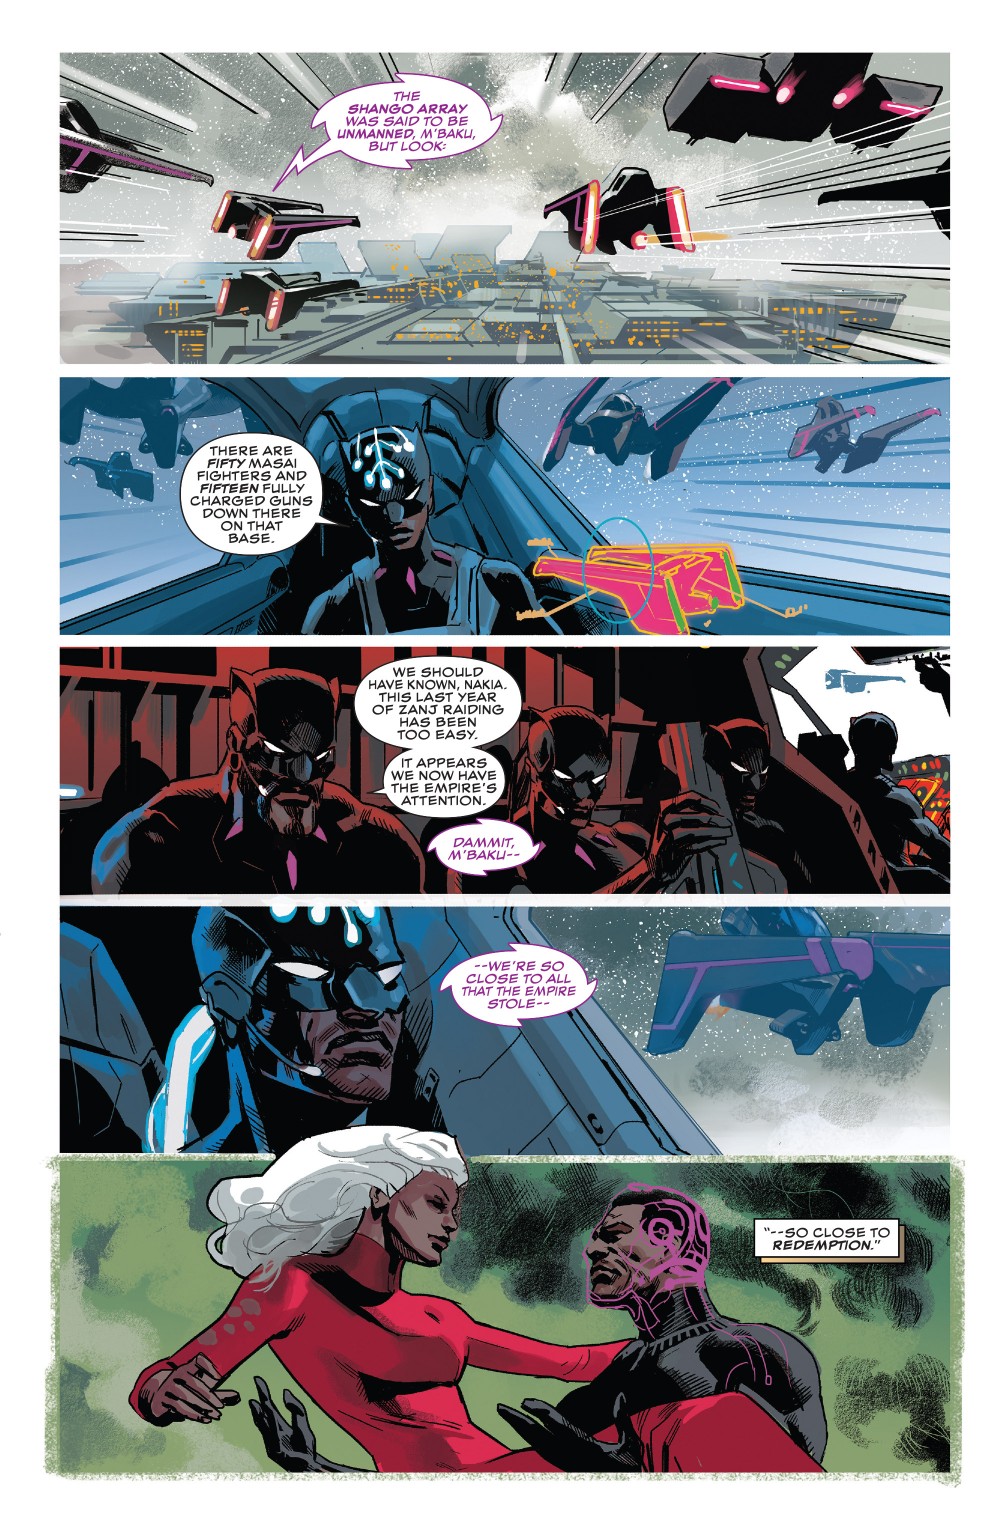 THE
SHANGO ARRAY
WAS SAID TO BE
UNMANNED, M'BAKU,
BUT LOOK:
THERE ARE
FIFTY MASAI
FIGHTERS AND
FIFTEEN FULLY
CHARGED GUNS
DOWN THERE
ON THAT
BASE.
WE SHOULD
HAVE KNOWN, NAKIA.
THIS LAST YEAR
OF ZANJ RAIDING
HAS BEEN
TOO EASY.
IT APPEARS
WE NOW HAVE
THE EMPIRE'S
ATTENTION.
DAMMIT,
M'BAKU--
--WE'RE SO
CLOSE TO ALL
THAT THE EMPIRE
STOLE--
"--SO CLOSE TO
REDEMPTION."